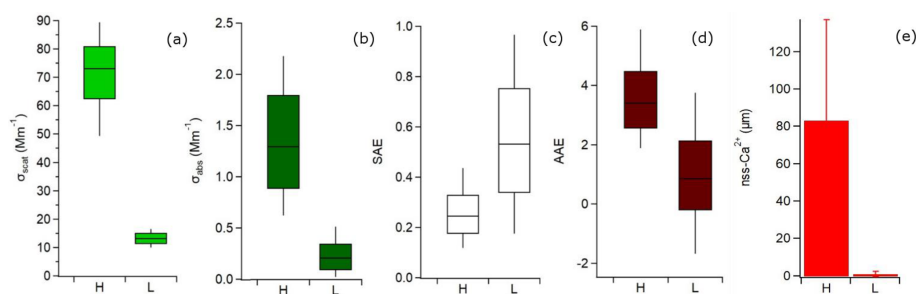 (a)
σscat (Mm⁻¹)
90
80
70
60
50
40
30
20
10
0
H L
(b)
σabs (Mm⁻¹)
2.5
2.0
1.5
1.0
0.5
0.0
H L
(c)
SAE
1.0
0.8
0.6
0.4
0.2
0.0
H L
(d)
AAE
6
4
2
0
-2
H L
(e)
nss-Ca²⁺ (µm)
120
100
80
60
40
20
0
H L